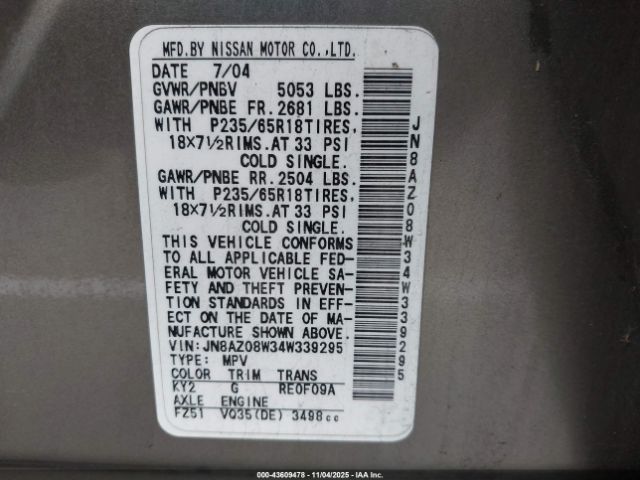 MFD.BY NISSAN MOTOR CO.,LTD.
DATE 7/04
GVWR/PNBV 5053 LBS.
GAWR/PNBE FR.2681 LBS.
WITH P235/65R18TIRES,
18X7½RIMS.AT 33 PSI
COLD SINGLE.
GAWR/PNBE RR.2504 LBS.
WITH P235/65R18TIRES,
18X7½RIMS.AT 33 PSI
COLD SINGLE.
THIS VEHICLE CONFORMS
TO ALL APPLICABLE FED-
ERAL MOTOR VEHICLE SA-
FETY AND THEFT PREVEN-
TION STANDARDS IN EFF-
ECT ON THE DATE OF MA-
NUFACTURE SHOWN ABOVE.
VIN:JN8AZ08W34W339295
TYPE: MPV
COLOR TRIM TRANS
KY2 G RE0F09A
AXLE ENGINE
FZ51 VQ35(DE) 3498cc
JN8AZ08W34W339295
000-43609478 - 11/04/2025 - IAA Inc.